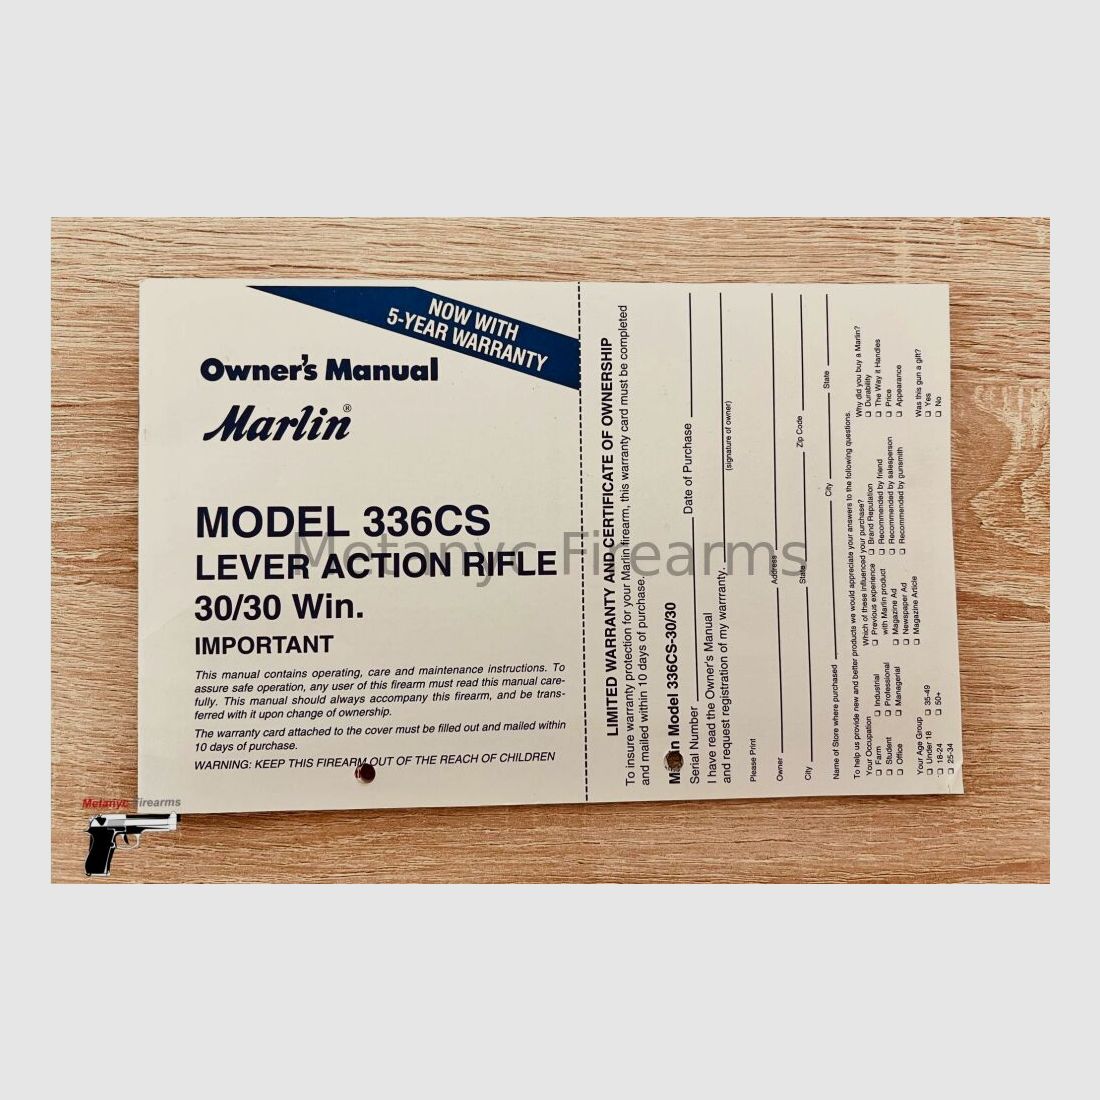 NOW WITH
5-YEAR WARRANTY
Owner's Manual
Marlin®
MODEL 336CS
LEVER ACTION RIFLE
30/30 Win.
IMPORTANT
This manual contains operating, care and maintenance instructions. To
assure safe operation, any user of this firearm must read this manual care-
fully. This manual should always accompany this firearm, and be trans-
ferred with it upon change of ownership.
The warranty card attached to the cover must be filled out and mailed within
10 days of purchase.
WARNING: KEEP THIS FIREARM OUT OF THE REACH OF CHILDREN
LIMITED WARRANTY AND CERTIFICATE OF OWNERSHIP
To insure warranty protection for your Marlin firearm, this warranty card must be completed
and mailed within 10 days of purchase.
Marlin Model 336CS-30/30
Serial Number Date of Purchase
I have read the Owner's Manual
and request registration of my warrranty.
(signature of owner)
Please Print
Owner Address
City State Zip Code
Name of Store where purchased City State
To help us provide new and better products we would appreciate your answers to the following questions.
Your Occupation
Farm Industrial
Student Professional
Office Managerial
Your Age Group
Under 18 35-49
18-24 50+
25-34
Which of these influenced your purchase?
Previous experience Brand Reputation
with Marlin product Recommended by friend
Magazine Ad Recommended by salesperson
Newspaper Ad Recommended by gunsmith
Magazine Article
Why did you buy a Marlin?
Durability
The Way it Handles
Price
Appearance
Was this gun a gift?
Yes
No
Metanyc Firearms
Metanyc Firearms